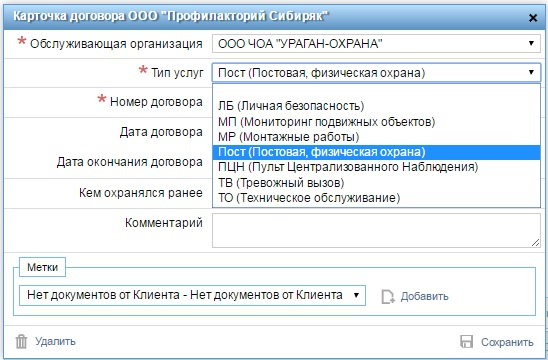 Карточка договора ООО "Профилакторий Сибиряк"
* Обслуживающая организация ООО ЧОА "УРАГАН-ОХРАНА"
* Тип услуг Пост (Постовая, физическая охрана)
* Номер договора
ЛБ (Личная безопасность)
МП (Мониторинг подвижных объектов)
Дата договора
МР (Монтажные работы)
Пост (Постовая, физическая охрана)
Дата окончания договора
ПЦН (Пульт Централизованного Наблюдения)
ТВ (Тревожный вызов)
Кем охранялся ранее
ТО (Техническое обслуживание)
Комментарий
Метки
Нет документов от Клиента - Нет документов от Клиента Добавить
Удалить Сохранить